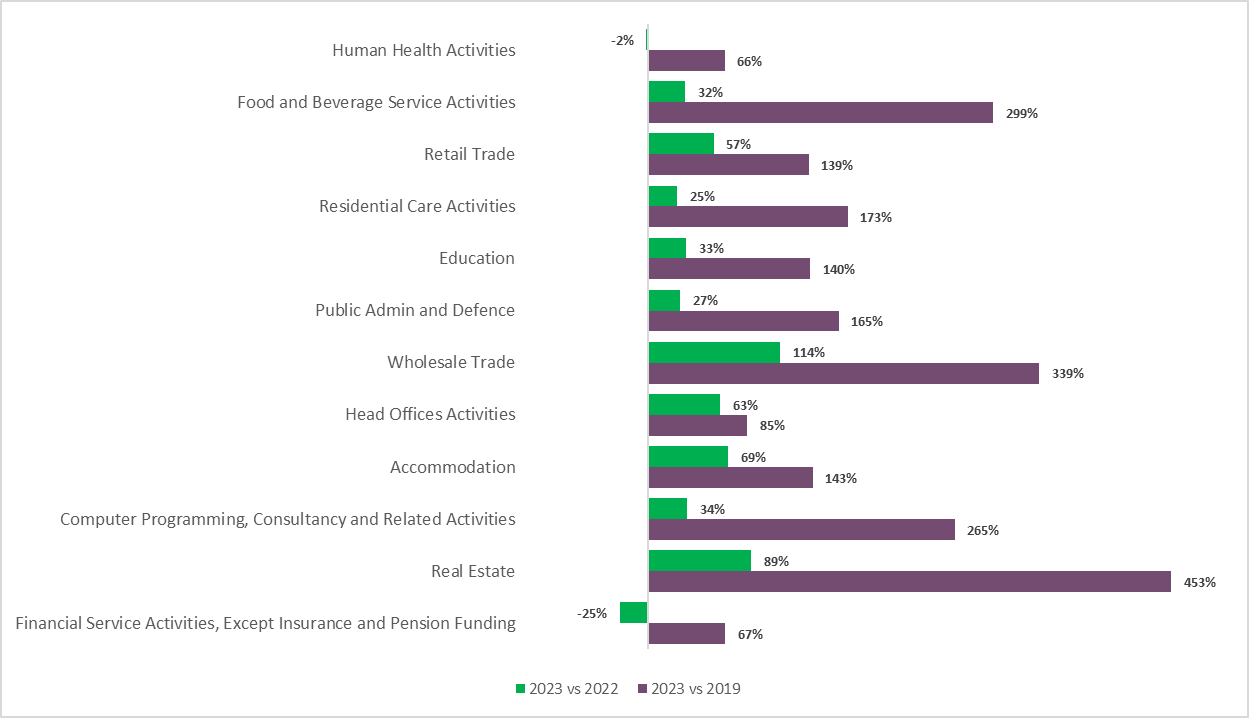 Human Health Activities
-2%
66%
Food and Beverage Service Activities
32%
299%
Retail Trade
57%
139%
Residential Care Activities
25%
173%
Education
33%
140%
Public Admin and Defence
27%
165%
Wholesale Trade
114%
339%
Head Offices Activities
63%
85%
Accommodation
69%
143%
Computer Programming, Consultancy and Related Activities
34%
265%
Real Estate
89%
453%
Financial Service Activities, Except Insurance and Pension Funding
-25%
67%
2023 vs 2022
2023 vs 2019